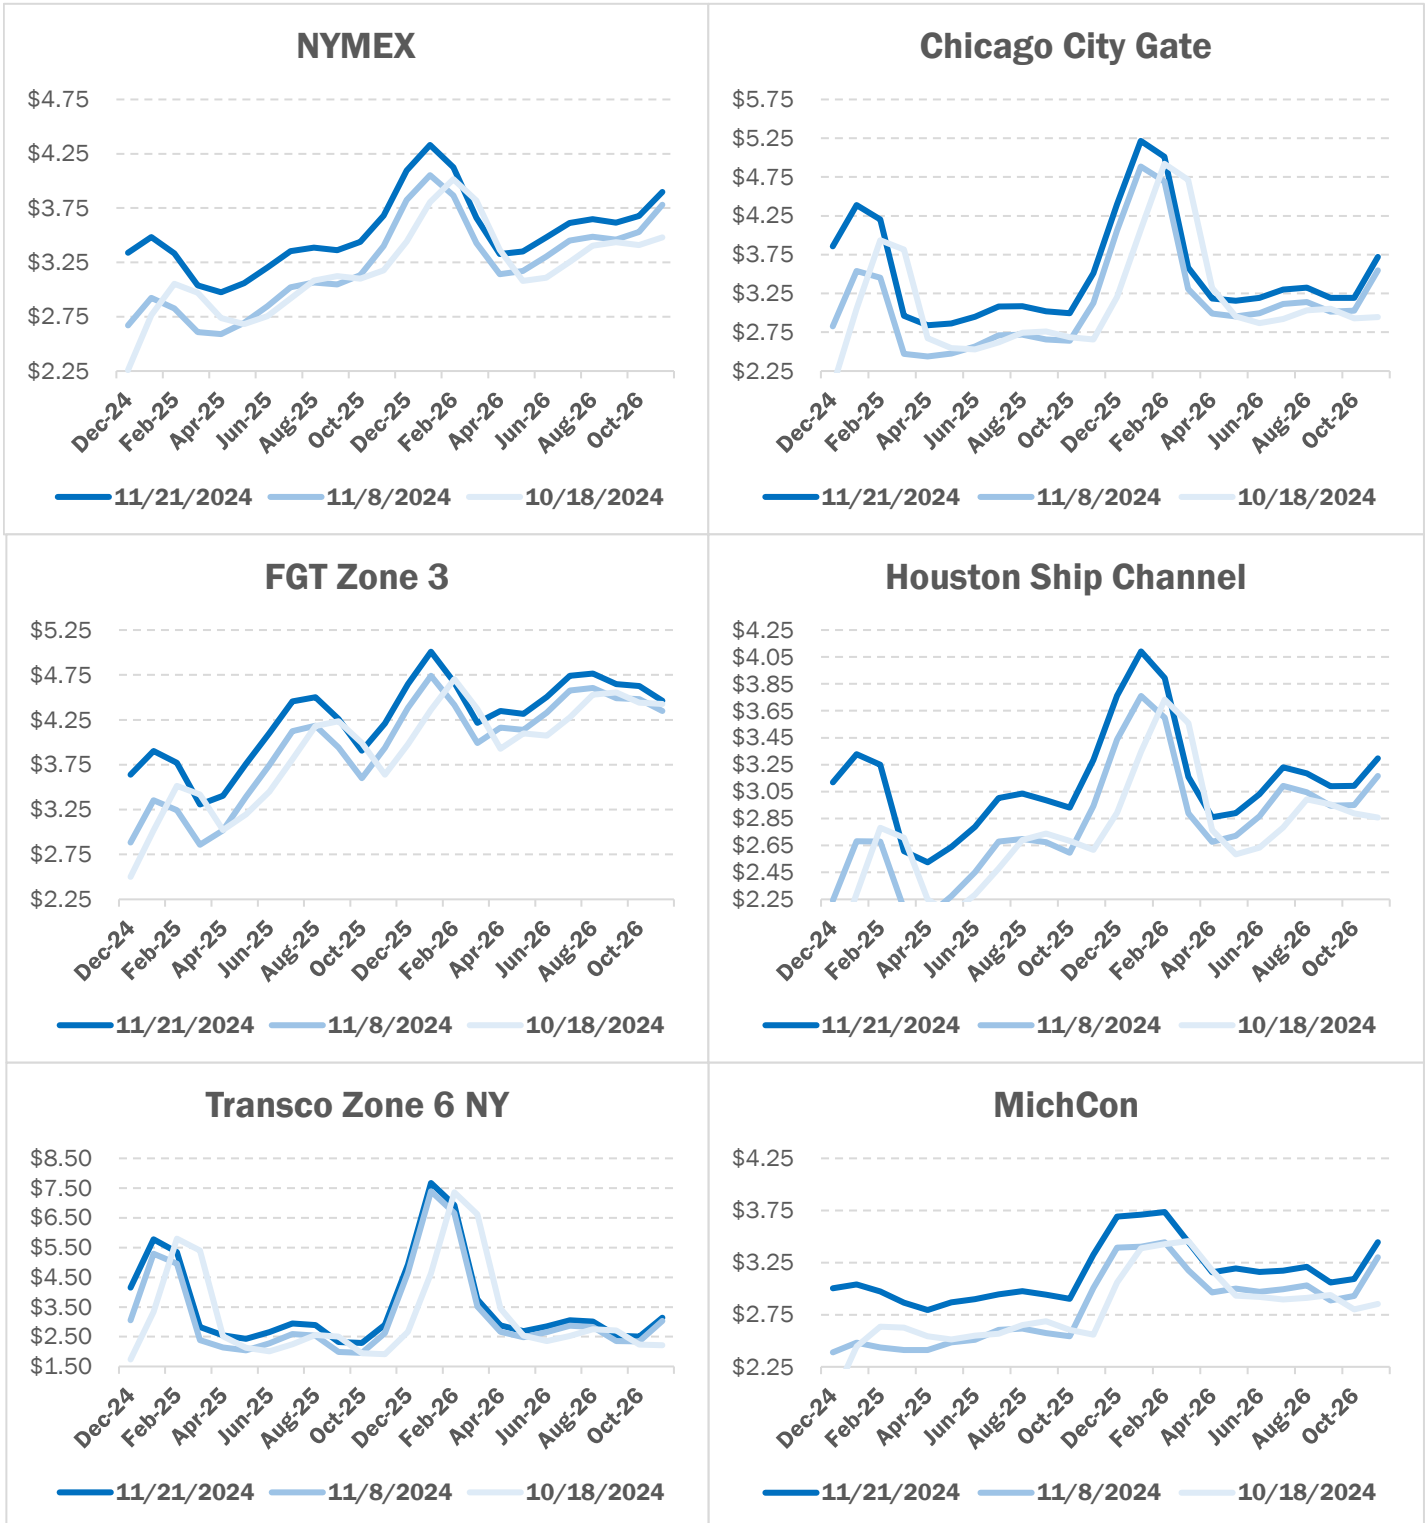 NYMEX
$4.75
$4.25
$3.75
$3.25
$2.75
$2.25
Dec-24 Feb-25 Apr-25 Jun-25 Aug-25 Oct-25 Dec-25 Feb-26 Apr-26 Jun-26 Aug-26 Oct-26
11/21/2024 11/8/2024 10/18/2024
Chicago City Gate
$5.75
$5.25
$4.75
$4.25
$3.75
$3.25
$2.75
$2.25
Dec-24 Feb-25 Apr-25 Jun-25 Aug-25 Oct-25 Dec-25 Feb-26 Apr-26 Jun-26 Aug-26 Oct-26
11/21/2024 11/8/2024 10/18/2024
FGT Zone 3
$5.25
$4.75
$4.25
$3.75
$3.25
$2.75
$2.25
Dec-24 Feb-25 Apr-25 Jun-25 Aug-25 Oct-25 Dec-25 Feb-26 Apr-26 Jun-26 Aug-26 Oct-26
11/21/2024 11/8/2024 10/18/2024
Houston Ship Channel
$4.25
$4.05
$3.85
$3.65
$3.45
$3.25
$3.05
$2.85
$2.65
$2.45
$2.25
Dec-24 Feb-25 Apr-25 Jun-25 Aug-25 Oct-25 Dec-25 Feb-26 Apr-26 Jun-26 Aug-26 Oct-26
11/21/2024 11/8/2024 10/18/2024
Transco Zone 6 NY
$8.50
$7.50
$6.50
$5.50
$4.50
$3.50
$2.50
$1.50
Dec-24 Feb-25 Apr-25 Jun-25 Aug-25 Oct-25 Dec-25 Feb-26 Apr-26 Jun-26 Aug-26 Oct-26
11/21/2024 11/8/2024 10/18/2024
MichCon
$4.25
$3.75
$3.25
$2.75
$2.25
Dec-24 Feb-25 Apr-25 Jun-25 Aug-25 Oct-25 Dec-25 Feb-26 Apr-26 Jun-26 Aug-26 Oct-26
11/21/2024 11/8/2024 10/18/2024